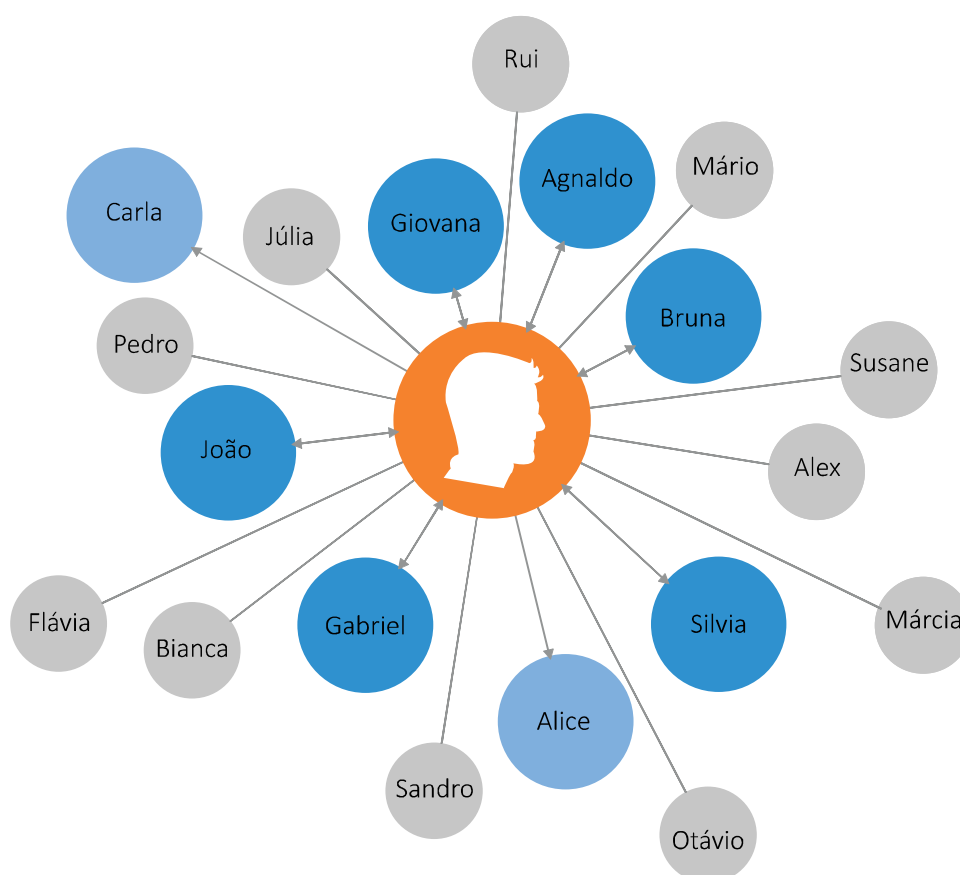 Rui
Agnaldo
Mário
Carla
Giovana
Júlia
Bruna
Pedro
Susane
João
Alex
Flávia
Bianca
Gabriel
Silvia
Márcia
Alice
Sandro
Otávio